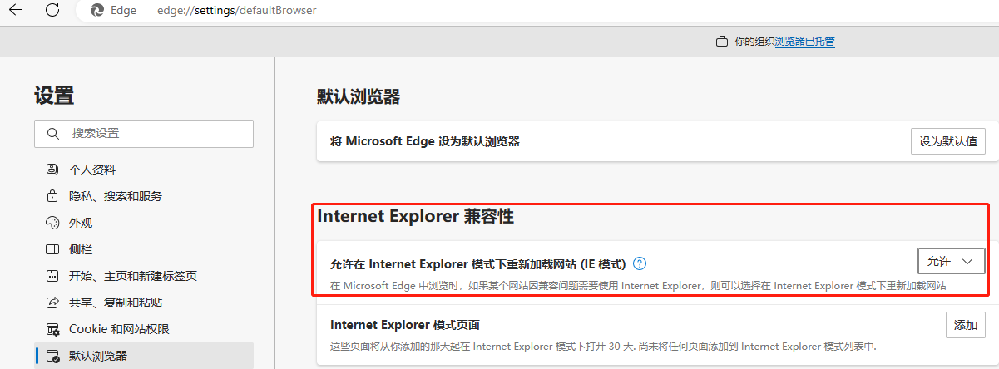 Edge edge://settings/defaultBrowser
你的组织浏览器已托管
设置
搜索设置
个人资料
隐私、搜索和服务
外观
侧栏
开始、主页和新建标签页
共享、复制和粘贴
Cookie 和网站权限
默认浏览器
默认浏览器
将 Microsoft Edge 设为默认浏览器
设为默认值
Internet Explorer 兼容性
允许在 Internet Explorer 模式下重新加载网站 (IE 模式)
允许
在 Microsoft Edge 中浏览时，如果某个网站因兼容问题需要使用 Internet Explorer，则可以选择在 Internet Explorer 模式下重新加载网站
Internet Explorer 模式页面
添加
这些页面将从你添加的那天起在 Internet Explorer 模式下打开 30 天. 尚未将任何页面添加到 Internet Explorer 模式列表中.